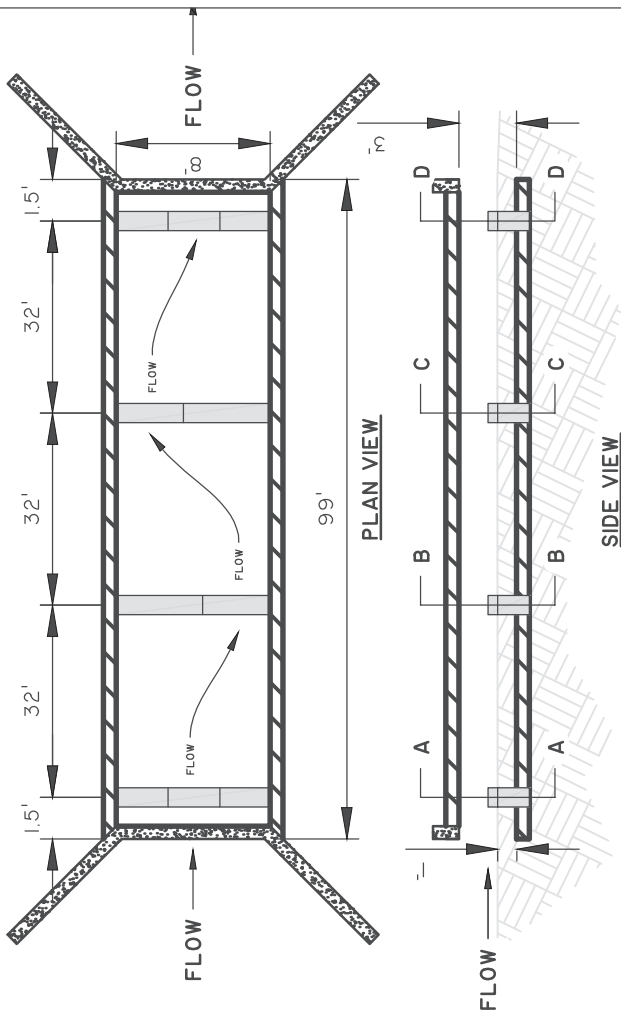 1.5'
32'
32'
32'
1.5'
FLOW
FLOW
FLOW
FLOW
FLOW
8'
FLOW
99'
PLAN VIEW
A
B
C
D
3'
1'
FLOW
A
B
C
D
SIDE VIEW